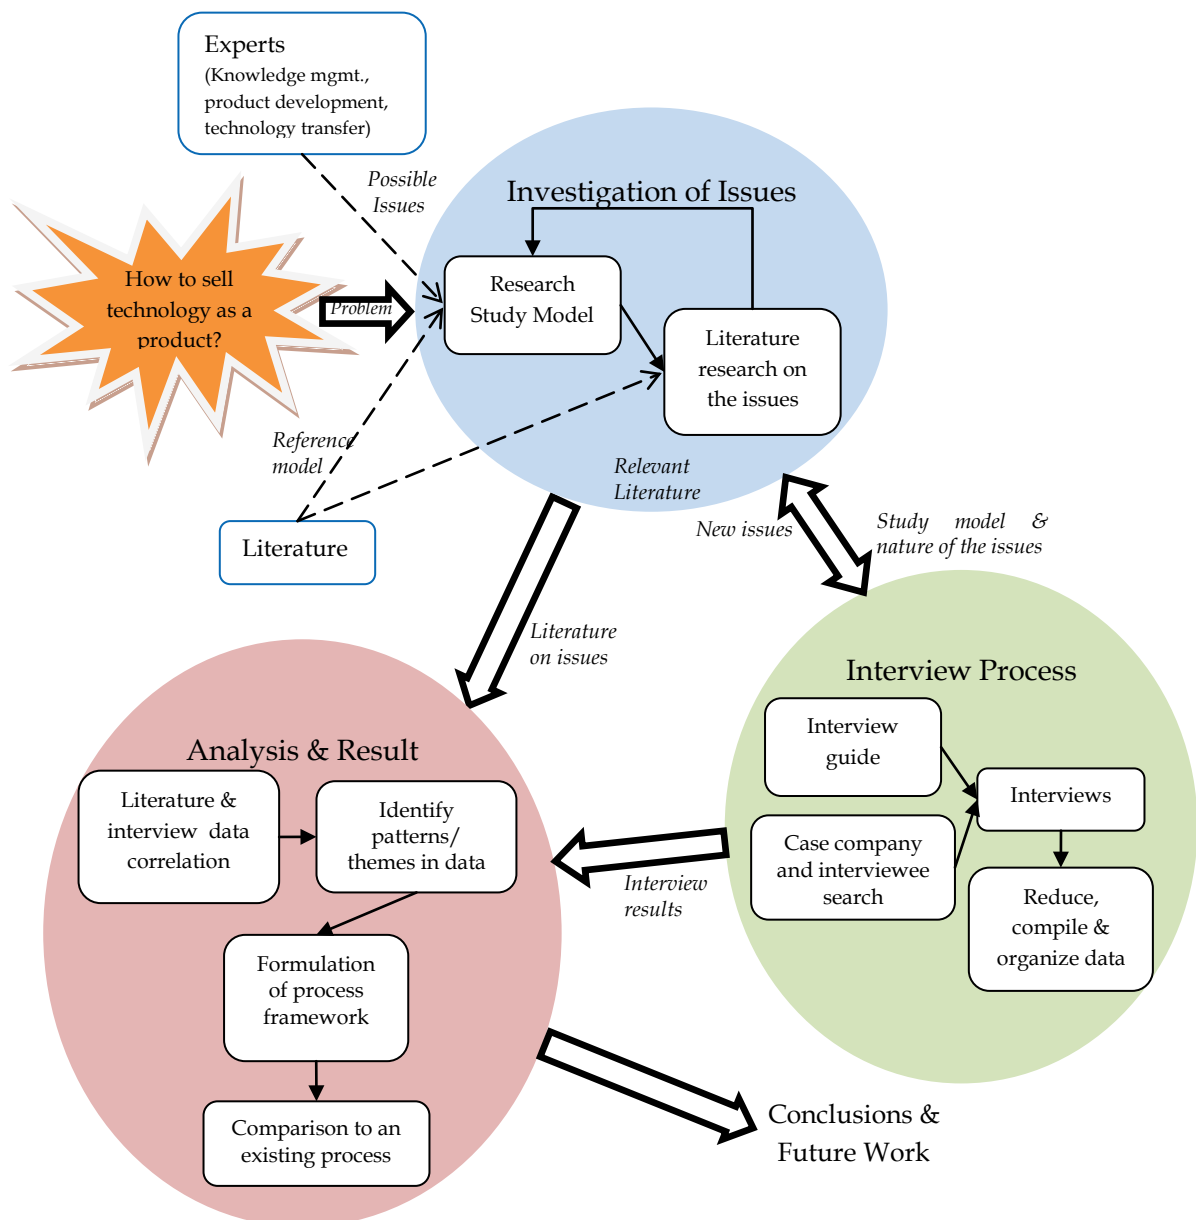 Experts
(Knowledge mgmt.,
product development,
technology transfer)
Possible
Issues
Investigation of Issues
How to sell
technology as a
product?
Problem
Research
Study Model
Literature
research on
the issues
Reference
model
Relevant
Literature
Literature
New issues
Study model &
nature of the issues
Literature
on issues
Interview Process
Interview
guide
Interviews
Case company
and interviewee
search
Reduce,
compile &
organize data
Analysis & Result
Literature &
interview data
correlation
Identify
patterns/
themes in data
Interview
results
Formulation
of process
framework
Comparison to an
existing process
Conclusions &
Future Work